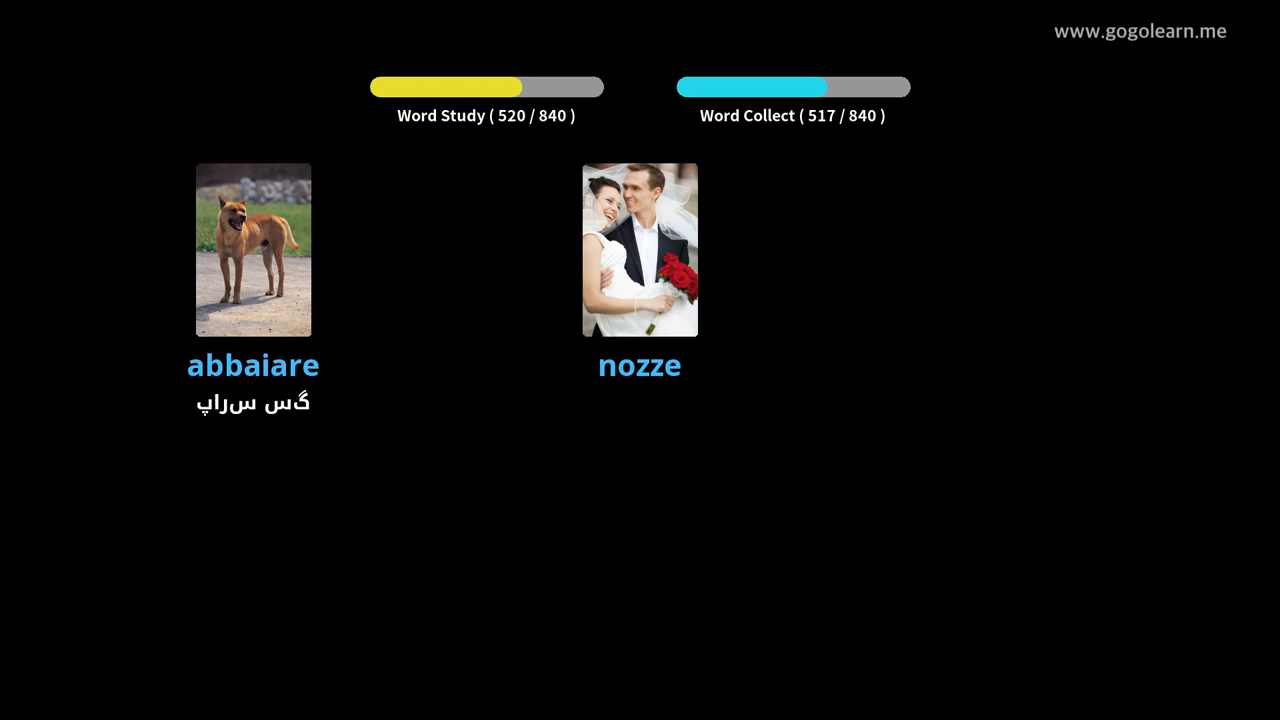 www.gogolearn.me
Word Study ( 520 / 840 )
Word Collect ( 517 / 840 )
abbaiare
گس سراپ
nozze